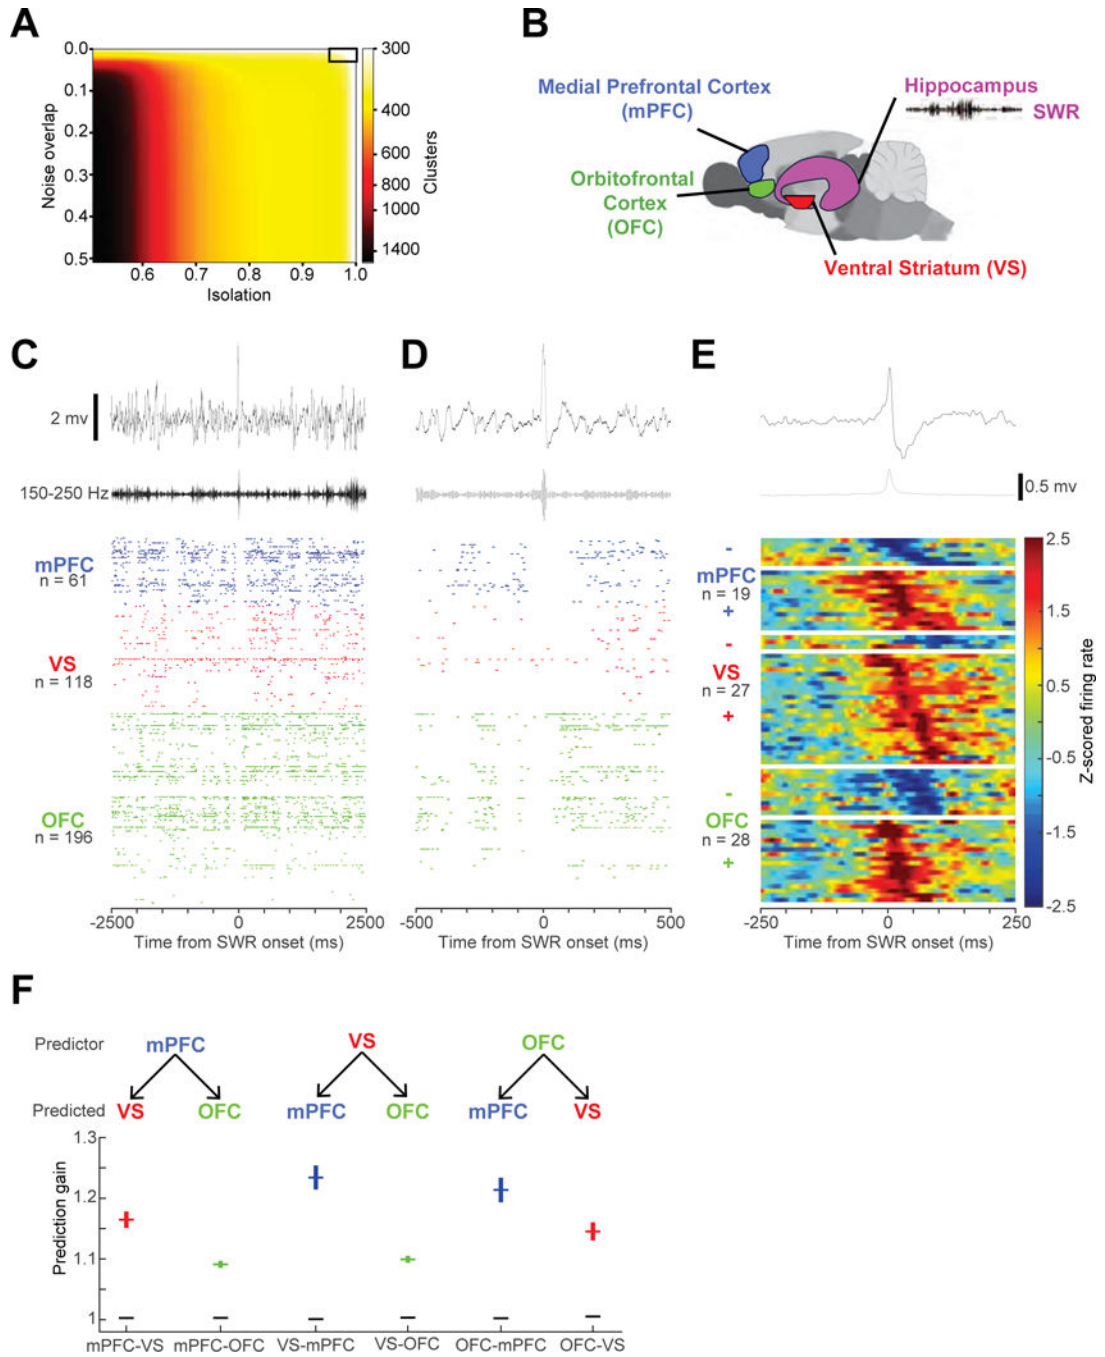 A
0.0
0.1
0.2
0.3
0.4
0.5
Noise overlap
0.6 0.7 0.8 0.9 1.0
Isolation
300
400
600
800
1000
1400
Clusters
B
Medial Prefrontal Cortex
(mPFC)
Hippocampus
SWR
Orbitofrontal
Cortex
(OFC)
Ventral Striatum (VS)
C
2 mv
150-250 Hz
mPFC
n = 61
VS
n = 118
OFC
n = 196
-2500 0 2500
Time from SWR onset (ms)
D
-500 0 500
Time from SWR onset (ms)
E
0.5 mv
-
mPFC
n = 19
+
-
VS
n = 27
+
-
OFC
n = 28
+
2.5
1.5
0.5
-0.5
-1.5
-2.5
Z-scored firing rate
-250 0 250
Time from SWR onset (ms)
F
Predictor mPFC VS OFC
Predicted VS OFC mPFC OFC mPFC VS
1.3
1.2
1.1
1
Prediction gain
mPFC-VS mPFC-OFC VS-mPFC VS-OFC OFC-mPFC OFC-VS